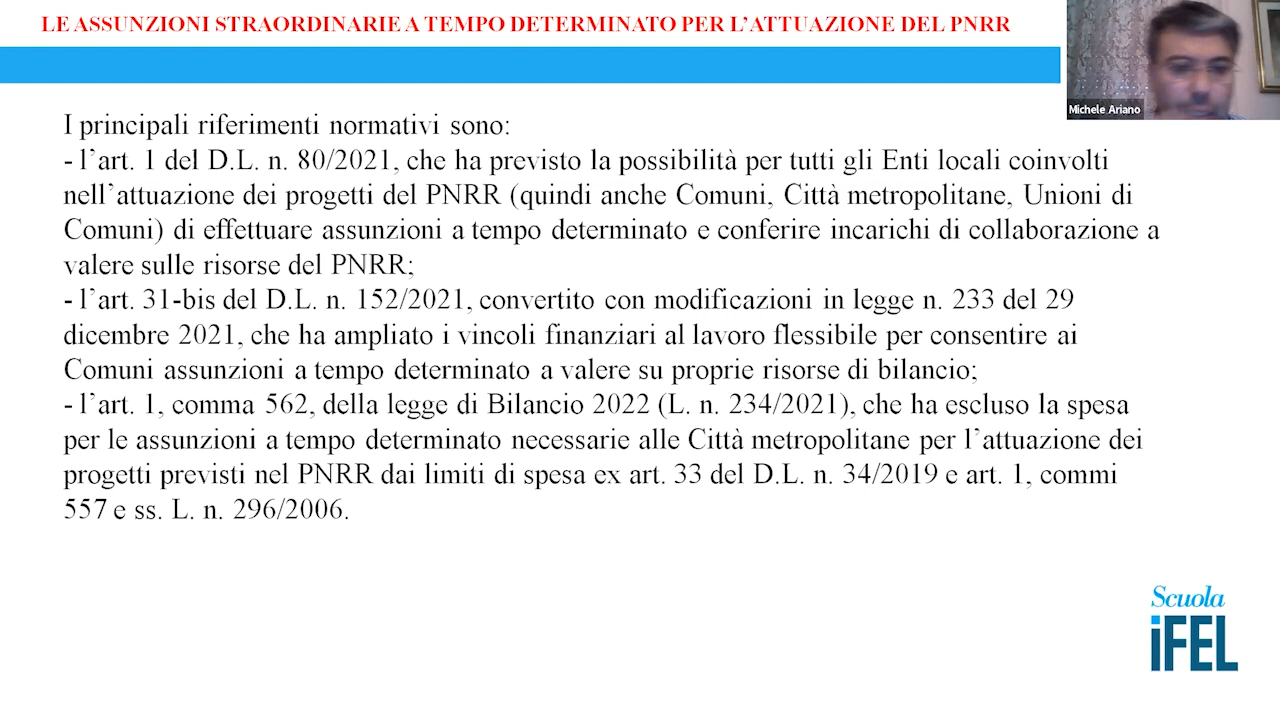 LE ASSUNZIONI STRAORDINARIE A TEMPO DETERMINATO PER L'ATTUAZIONE DEL PNRR
Michele Ariano
I principali riferimenti normativi sono:
- l'art. 1 del D.L. n. 80/2021, che ha previsto la possibilità per tutti gli Enti locali coinvolti
nell'attuazione dei progetti del PNRR (quindi anche Comuni, Città metropolitane, Unioni di
Comuni) di effettuare assunzioni a tempo determinato e conferire incarichi di collaborazione a
valere sulle risorse del PNRR;
- l'art. 31-bis del D.L. n. 152/2021, convertito con modificazioni in legge n. 233 del 29
dicembre 2021, che ha ampliato i vincoli finanziari al lavoro flessibile per consentire ai
Comuni assunzioni a tempo determinato a valere su proprie risorse di bilancio;
- l'art. 1, comma 562, della legge di Bilancio 2022 (L. n. 234/2021), che ha escluso la spesa
per le assunzioni a tempo determinato necessarie alle Città metropolitane per l'attuazione dei
progetti previsti nel PNRR dai limiti di spesa ex art. 33 del D.L. n. 34/2019 e art. 1, commi
557 e ss. L. n. 296/2006.
Scuola
iFEL